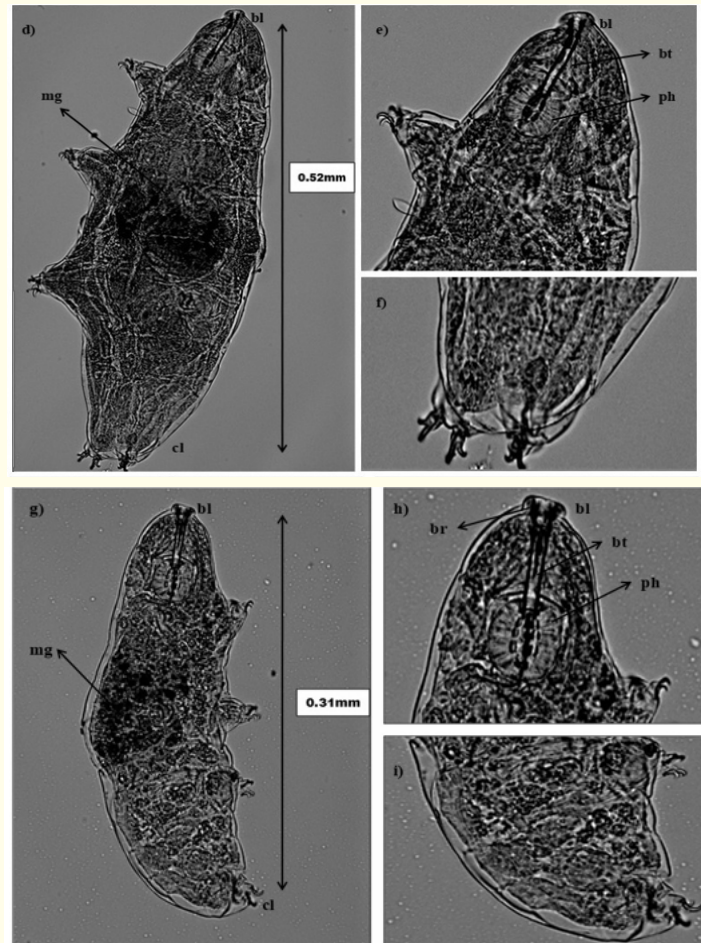 d)
bl
mg
0.52mm
cl
e)
bl
bt
ph
f)
g)
bl
mg
0.31mm
cl
h)
br
bl
bt
ph
i)